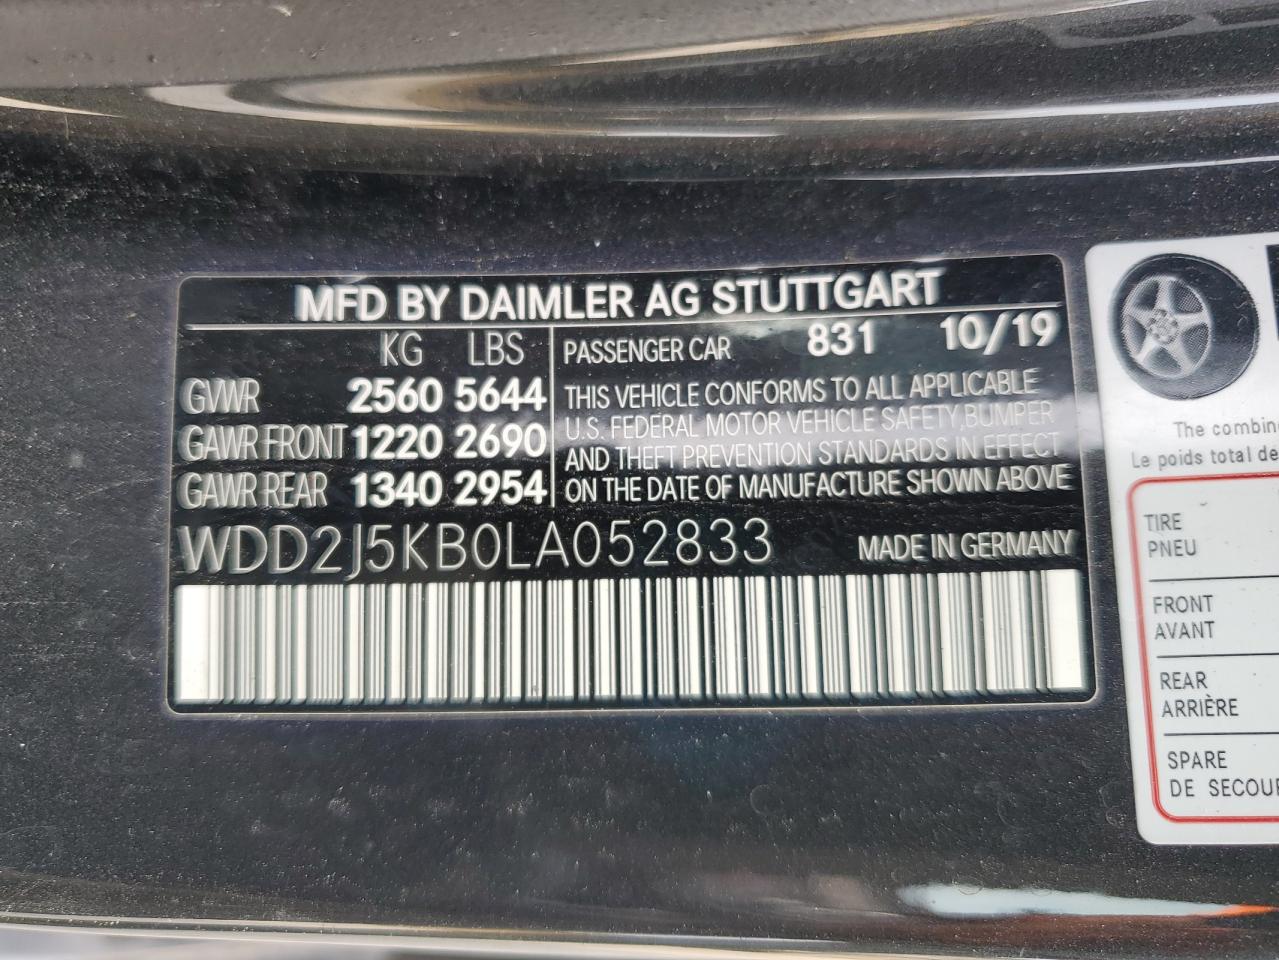 MFD BY DAIMLER AG STUTTGART
KG LBS
GVWR 2560 5644
GAWR FRONT 1220 2690
GAWR REAR 1340 2954
PASSENGER CAR 831 10/19
THIS VEHICLE CONFORMS TO ALL APPLICABLE
U.S. FEDERAL MOTOR VEHICLE SAFETY, BUMPER
AND THEFT PREVENTION STANDARDS IN EFFECT
ON THE DATE OF MANUFACTURE SHOWN ABOVE
WDD2J5KB0LA052833 MADE IN GERMANY
The combin
Le poids total de
TIRE
PNEU
FRONT
AVANT
REAR
ARRIÈRE
SPARE
DE SECOUR